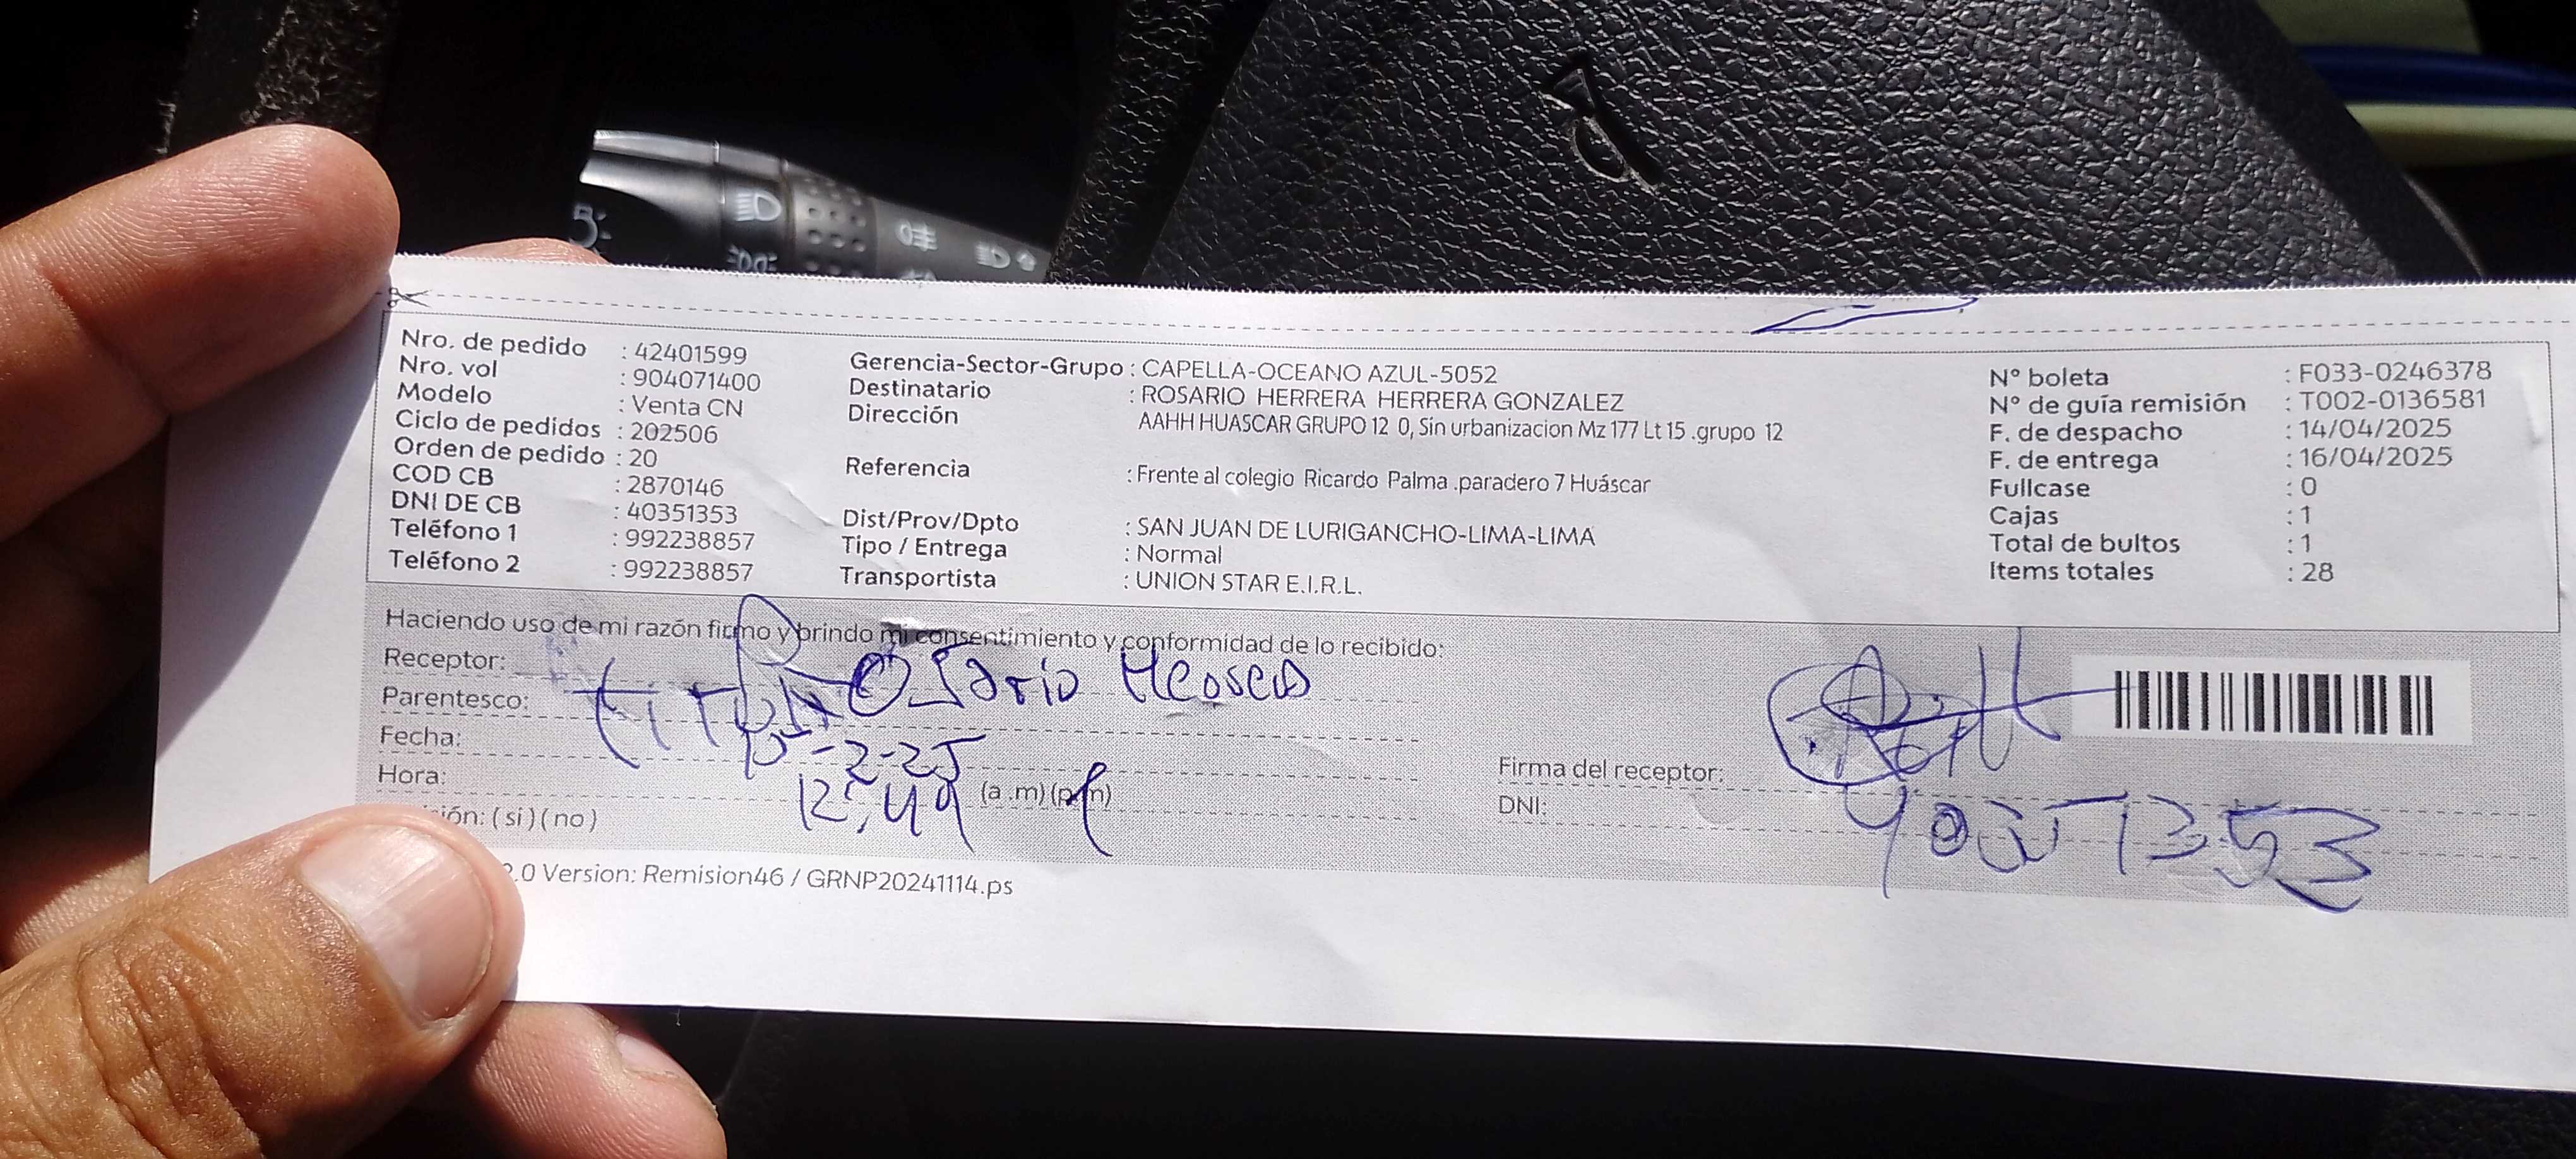 Nro. de pedido : 42401599
Nro. vol : 904071400
Modelo : Venta CN
Ciclo de pedidos : 202506
Orden de pedido : 20
COD CB : 2870146
DNI DE CB : 40351353
Teléfono 1 : 992238857
Teléfono 2 : 992238857
Gerencia-Sector-Grupo : CAPELLA-OCEANO AZUL-5052
Destinatario : ROSARIO HERRERA HERRERA GONZALEZ
Dirección AAHH HUASCAR GRUPO 12 0, Sin urbanizacion Mz 177 Lt 15 .grupo 12
Referencia : Frente al colegio Ricardo Palma .paradero 7 Huáscar
Dist/Prov/Dpto : SAN JUAN DE LURIGANCHO-LIMA-LIMA
Tipo / Entrega : Normal
Transportista : UNION STAR E.I.R.L.
N° boleta : F033-0246378
N° de guía remisión : T002-0136581
F. de despacho : 14/04/2025
F. de entrega : 16/04/2025
Fullcase : 0
Cajas : 1
Total de bultos : 1
Items totales : 28
Haciendo uso de mi razón firmo y brindo mi consentimiento y conformidad de lo recibido:
Receptor: Rosario
Parentesco:
Fecha:
Hora: 12:49 (a.m) (p.m)
ión: ( si ) ( no )
Firma del receptor:
DNI: 40351353
2.0 Version: Remision46 / GRNP20241114.ps